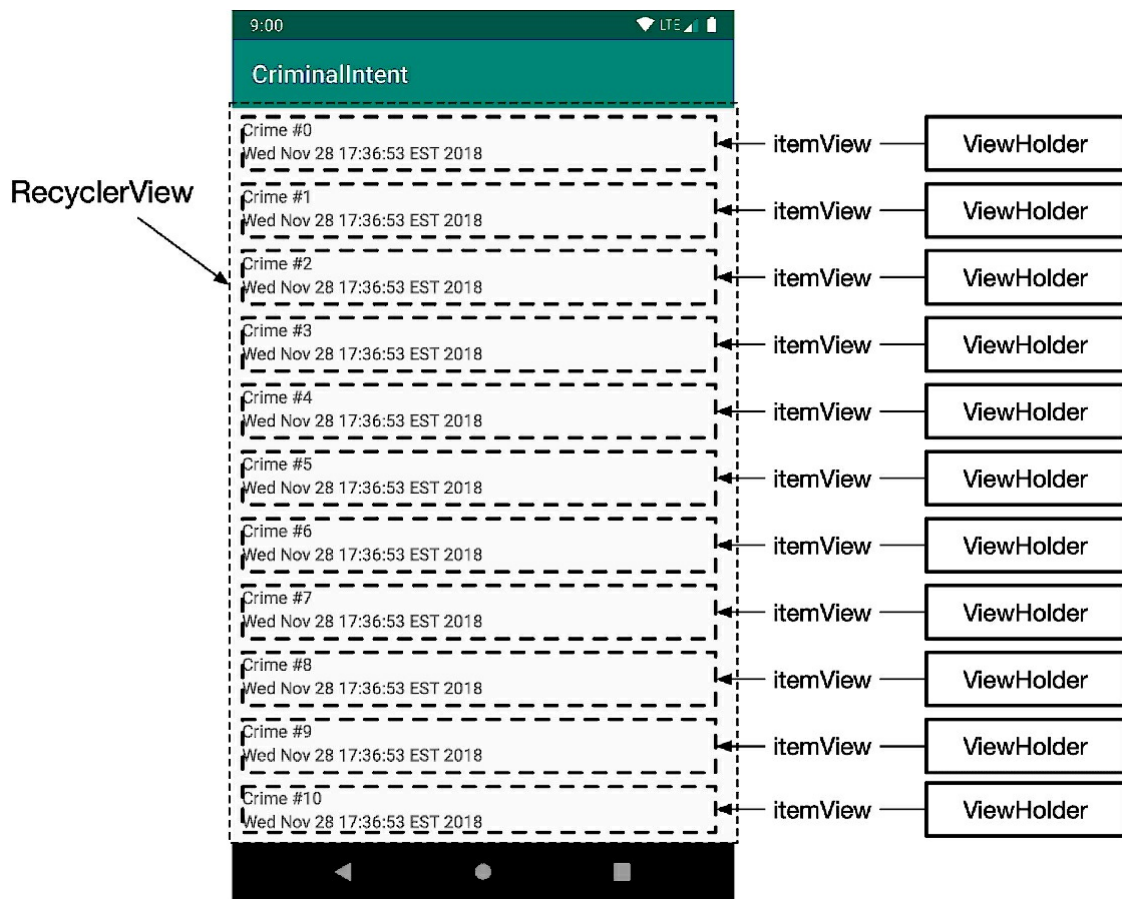 9:00 LTE
CriminalIntent
RecyclerView
Crime #0
Wed Nov 28 17:36:53 EST 2018
itemView
ViewHolder
Crime #1
Wed Nov 28 17:36:53 EST 2018
itemView
ViewHolder
Crime #2
Wed Nov 28 17:36:53 EST 2018
itemView
ViewHolder
Crime #3
Wed Nov 28 17:36:53 EST 2018
itemView
ViewHolder
Crime #4
Wed Nov 28 17:36:53 EST 2018
itemView
ViewHolder
Crime #5
Wed Nov 28 17:36:53 EST 2018
itemView
ViewHolder
Crime #6
Wed Nov 28 17:36:53 EST 2018
itemView
ViewHolder
Crime #7
Wed Nov 28 17:36:53 EST 2018
itemView
ViewHolder
Crime #8
Wed Nov 28 17:36:53 EST 2018
itemView
ViewHolder
Crime #9
Wed Nov 28 17:36:53 EST 2018
itemView
ViewHolder
Crime #10
Wed Nov 28 17:36:53 EST 2018
itemView
ViewHolder